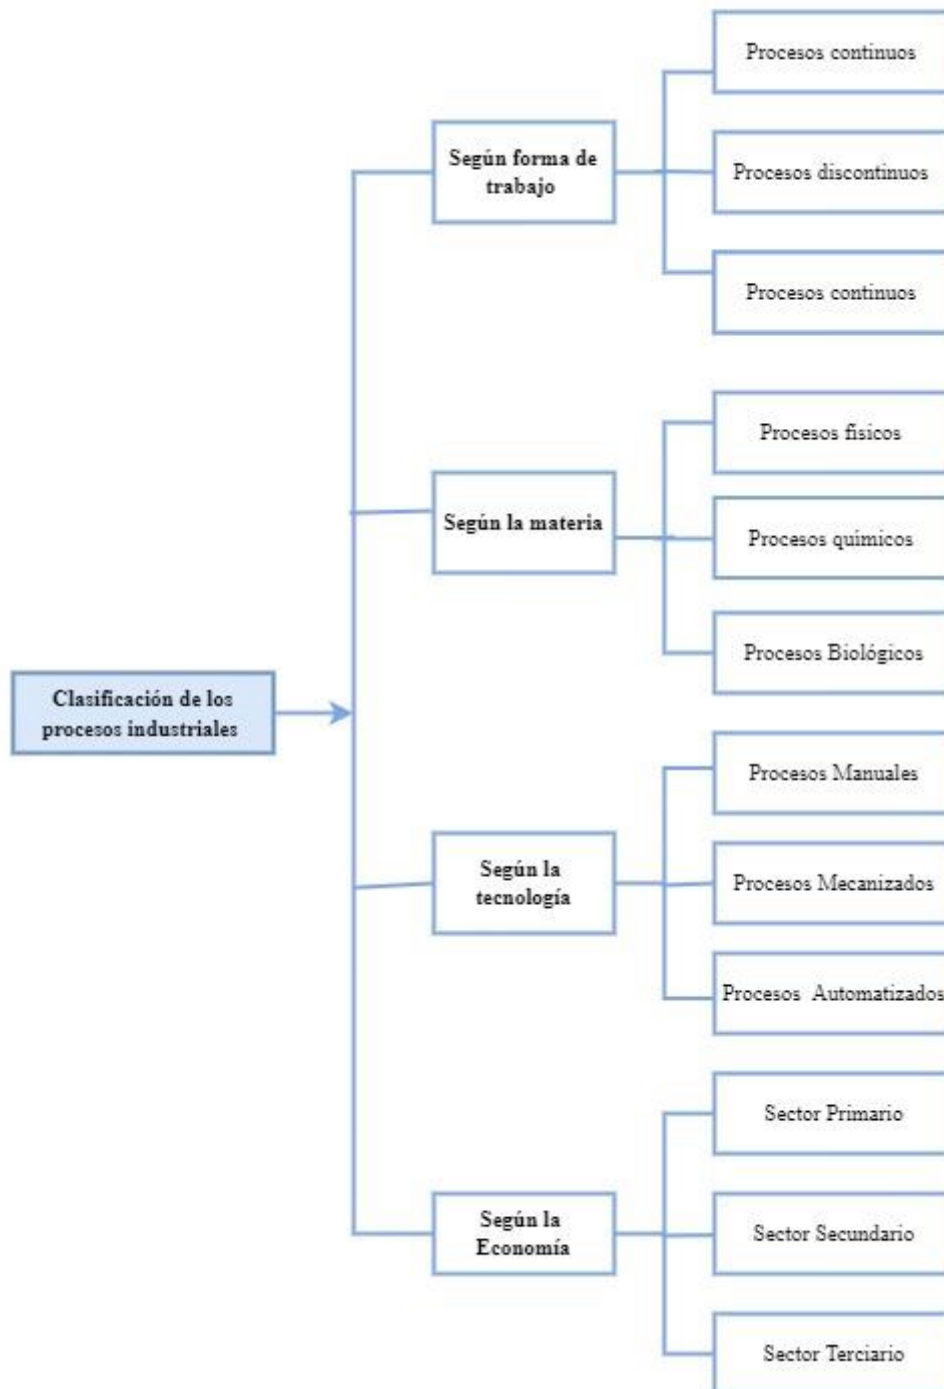 Clasificación de los
procesos industriales
Según forma de
trabajo
Procesos continuos
Procesos discontinuos
Procesos continuos
Según la materia
Procesos físicos
Procesos químicos
Procesos Biológicos
Según la
tecnología
Procesos Manuales
Procesos Mecanizados
Procesos Automatizados
Según la
Economía
Sector Primario
Sector Secundario
Sector Terciario